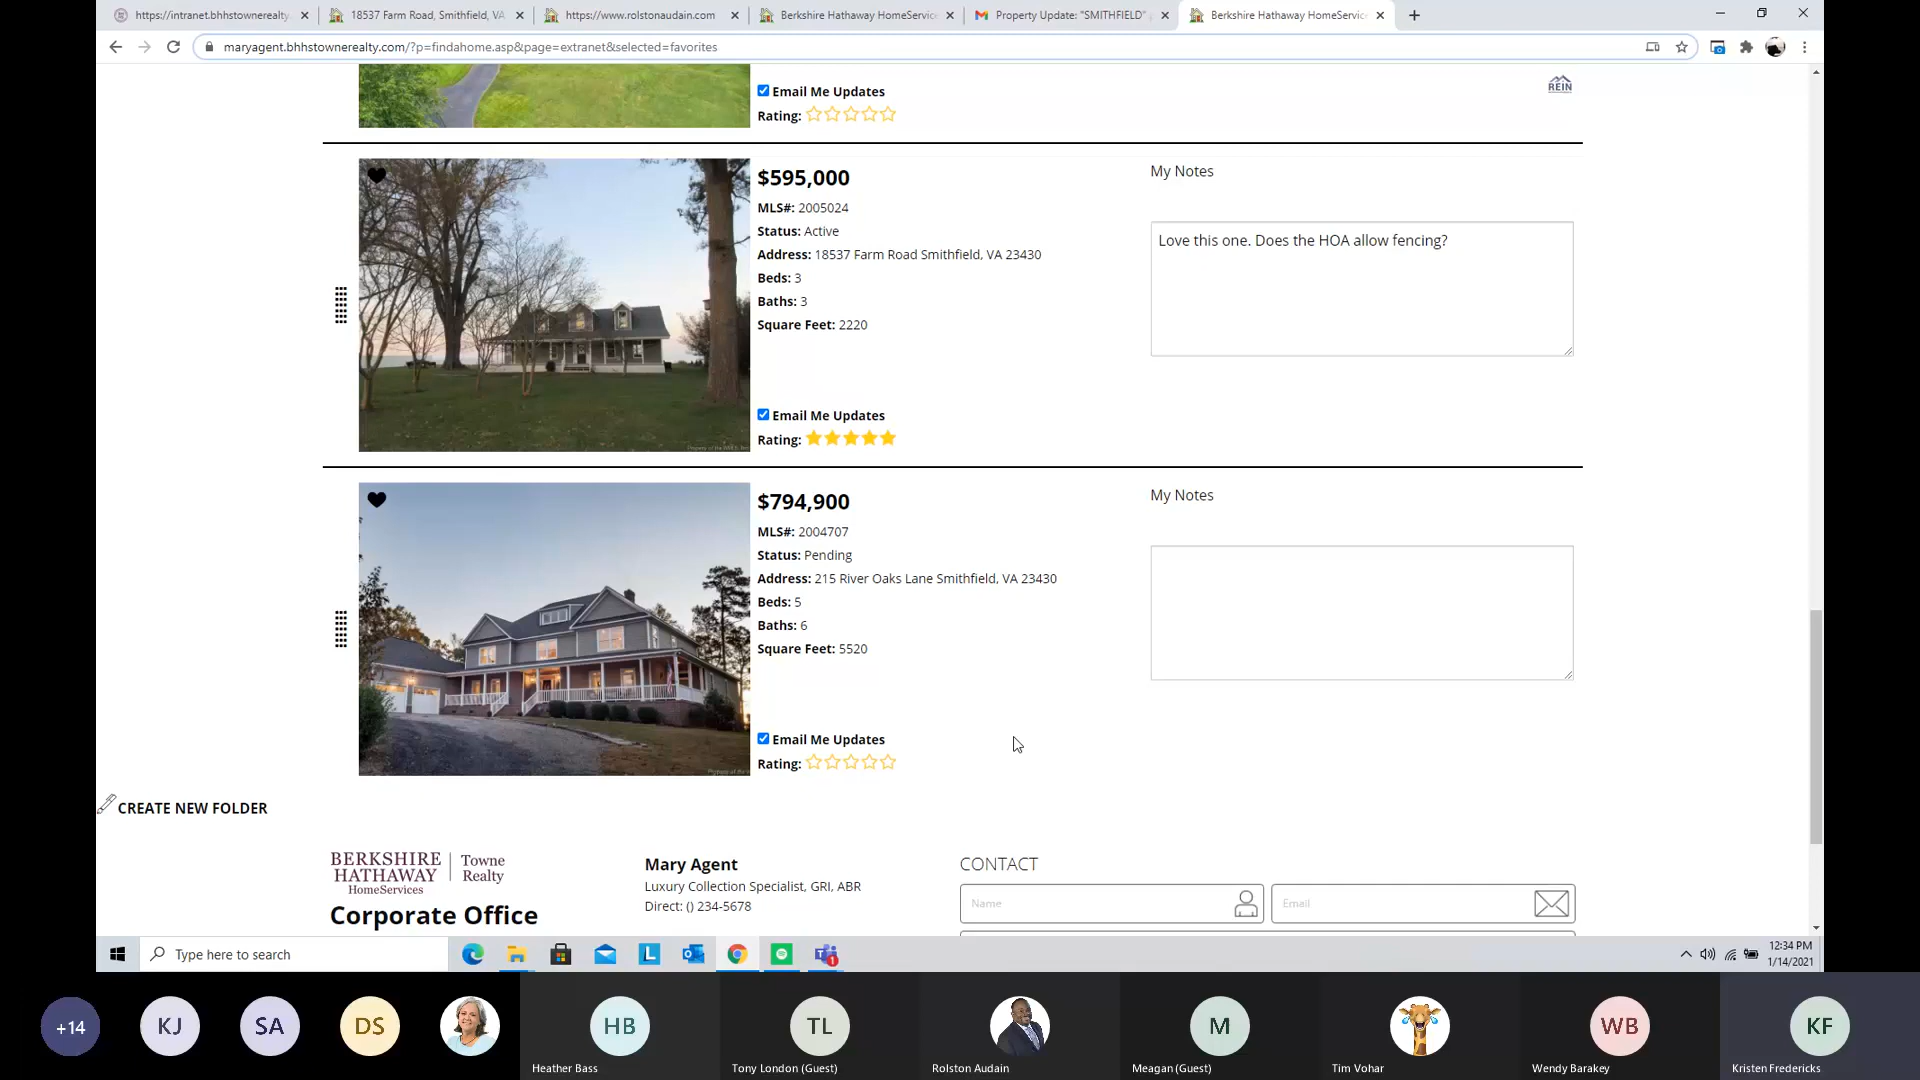 https://intranet.bhhstownerealty.
18537 Farm Road, Smithfield, VA
https://www.rolstonaudain.com
Berkshire Hathaway HomeService
Property Update: "SMITHFIELD"
Berkshire Hathaway HomeService
maryagent.bhhstownerealty.com/?p=findahome.asp&page=extranet&selected=favorites
Email Me Updates
Rating:
REIN
$595,000
MLS#: 2005024
Status: Active
Address: 18537 Farm Road Smithfield, VA 23430
Beds: 3
Baths: 3
Square Feet: 2220
Email Me Updates
Rating:
My Notes
Love this one. Does the HOA allow fencing?
$794,900
MLS#: 2004707
Status: Pending
Address: 215 River Oaks Lane Smithfield, VA 23430
Beds: 5
Baths: 6
Square Feet: 5520
Email Me Updates
Rating:
My Notes
CREATE NEW FOLDER
BERKSHIRE HATHAWAY HomeServices
Towne Realty
Corporate Office
Mary Agent
Luxury Collection Specialist, GRI, ABR
Direct: () 234-5678
CONTACT
Name
Email
Type here to search
L
1
12:34 PM
1/14/2021
+14
KJ
SA
DS
HB
Heather Bass
TL
Tony London (Guest)
Rolston Audain
M
Meagan (Guest)
Tim Vohar
WB
Wendy Barakey
KF
Kristen Fredericks